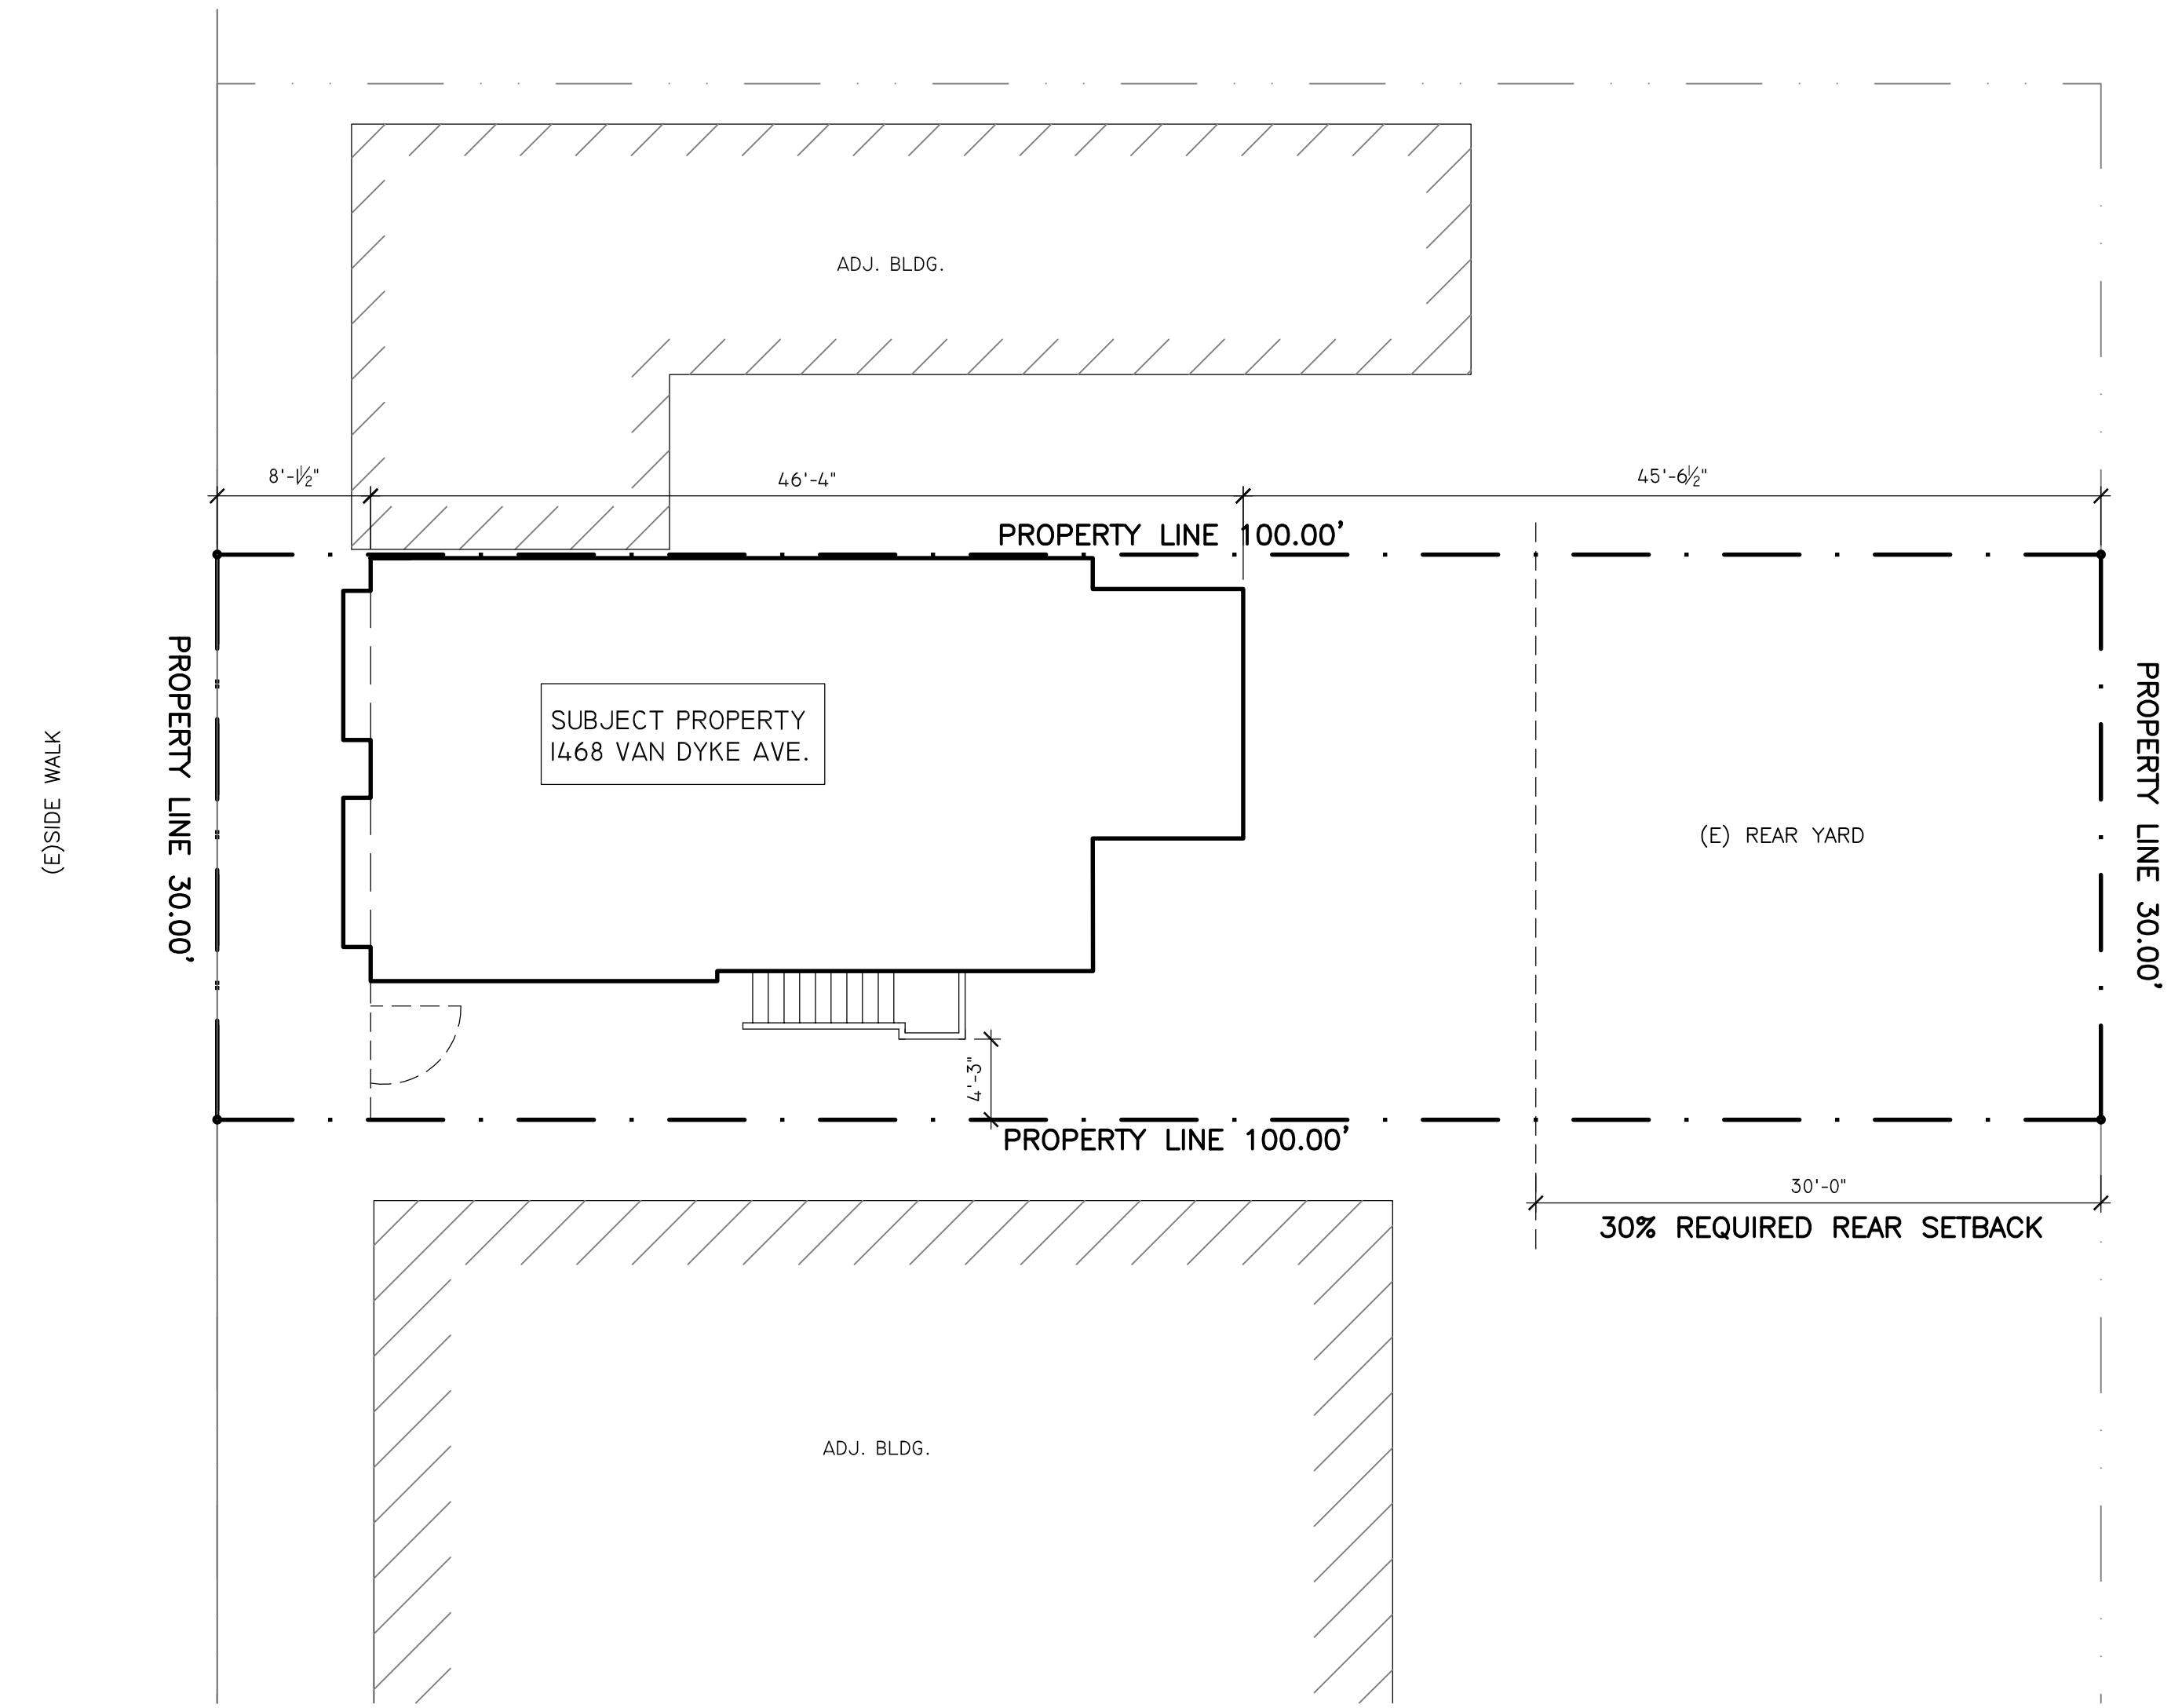 ADJ. BLDG.
8'-1½"
46'-4"
45'-6½"
PROPERTY LINE 100.00'
PROPERTY LINE 30.00'
(E)SIDE WALK
SUBJECT PROPERTY
1468 VAN DYKE AVE.
(E) REAR YARD
PROPERTY LINE 30.00'
4'-3"
PROPERTY LINE 100.00'
30'-0"
30% REQUIRED REAR SETBACK
ADJ. BLDG.